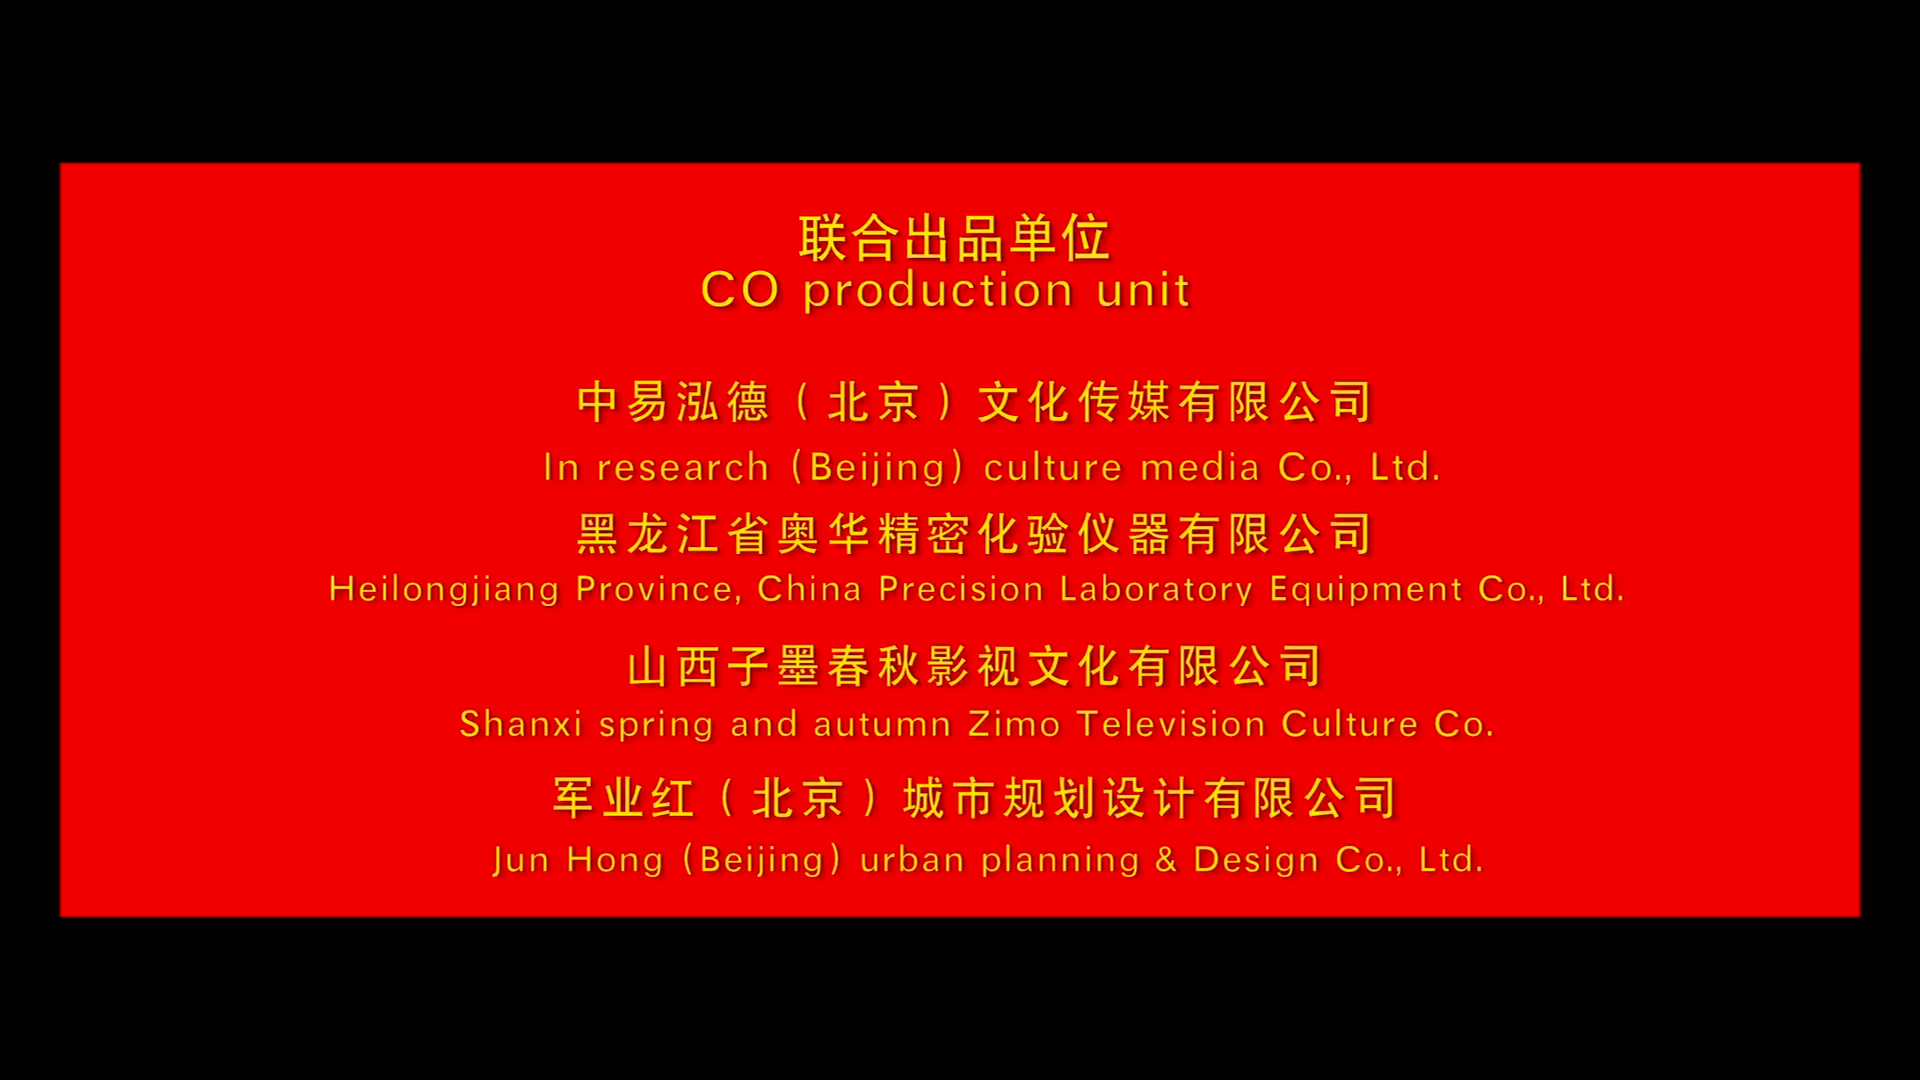 联合出品单位
CO production unit
中易泓德（北京）文化传媒有限公司
In research（Beijing）culture media Co., Ltd.
黑龙江省奥华精密化验仪器有限公司
Heilongjiang Province, China Precision Laboratory Equipment Co., Ltd.
山西子墨春秋影视文化有限公司
Shanxi spring and autumn Zimo Television Culture Co.
军业红（北京）城市规划设计有限公司
Jun Hong（Beijing）urban planning & Design Co., Ltd.